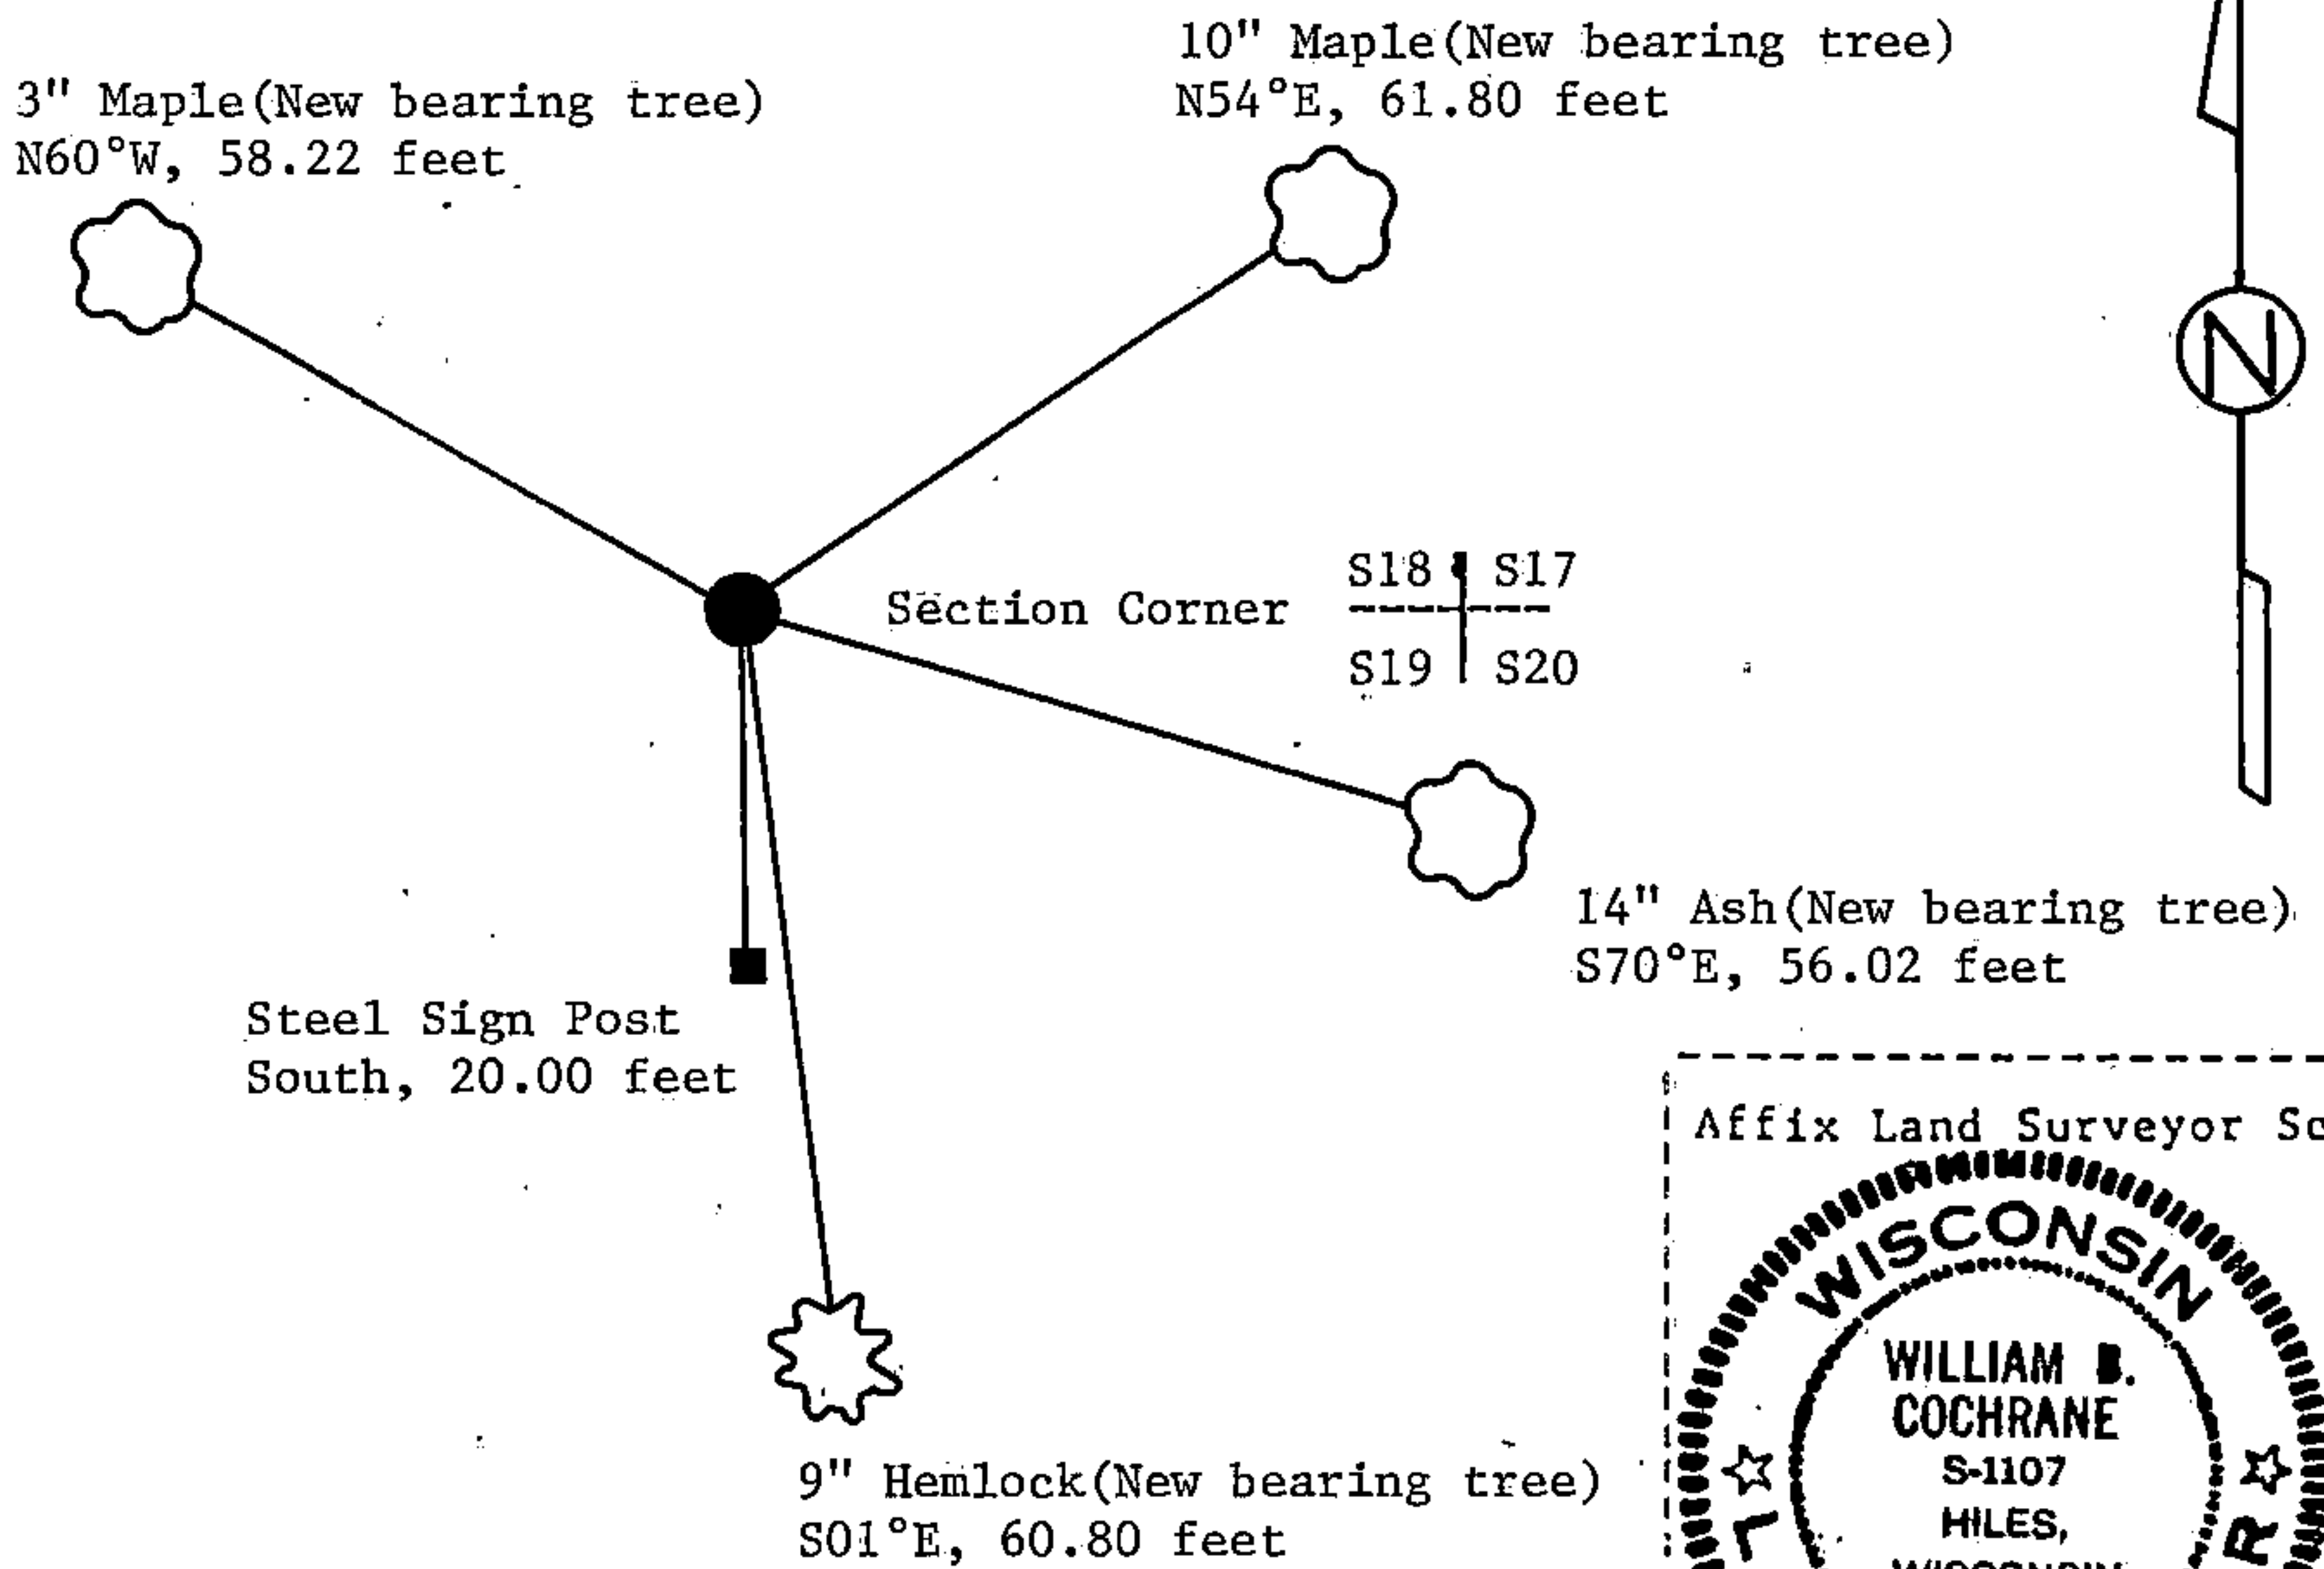 10" Maple(New bearing tree)
N54°E, 61.80 feet
3" Maple(New bearing tree)
N60°W, 58.22 feet
N
Section Corner
S18 S17
S19 S20
14" Ash(New bearing tree)
S70°E, 56.02 feet
Steel Sign Post
South, 20.00 feet
Affix Land Surveyor
WISCONSIN
WILLIAM
COCHRANE
S-1107
HILES,
WISCONSIN
9" Hemlock(New bearing tree)
S01°E, 60.80 feet